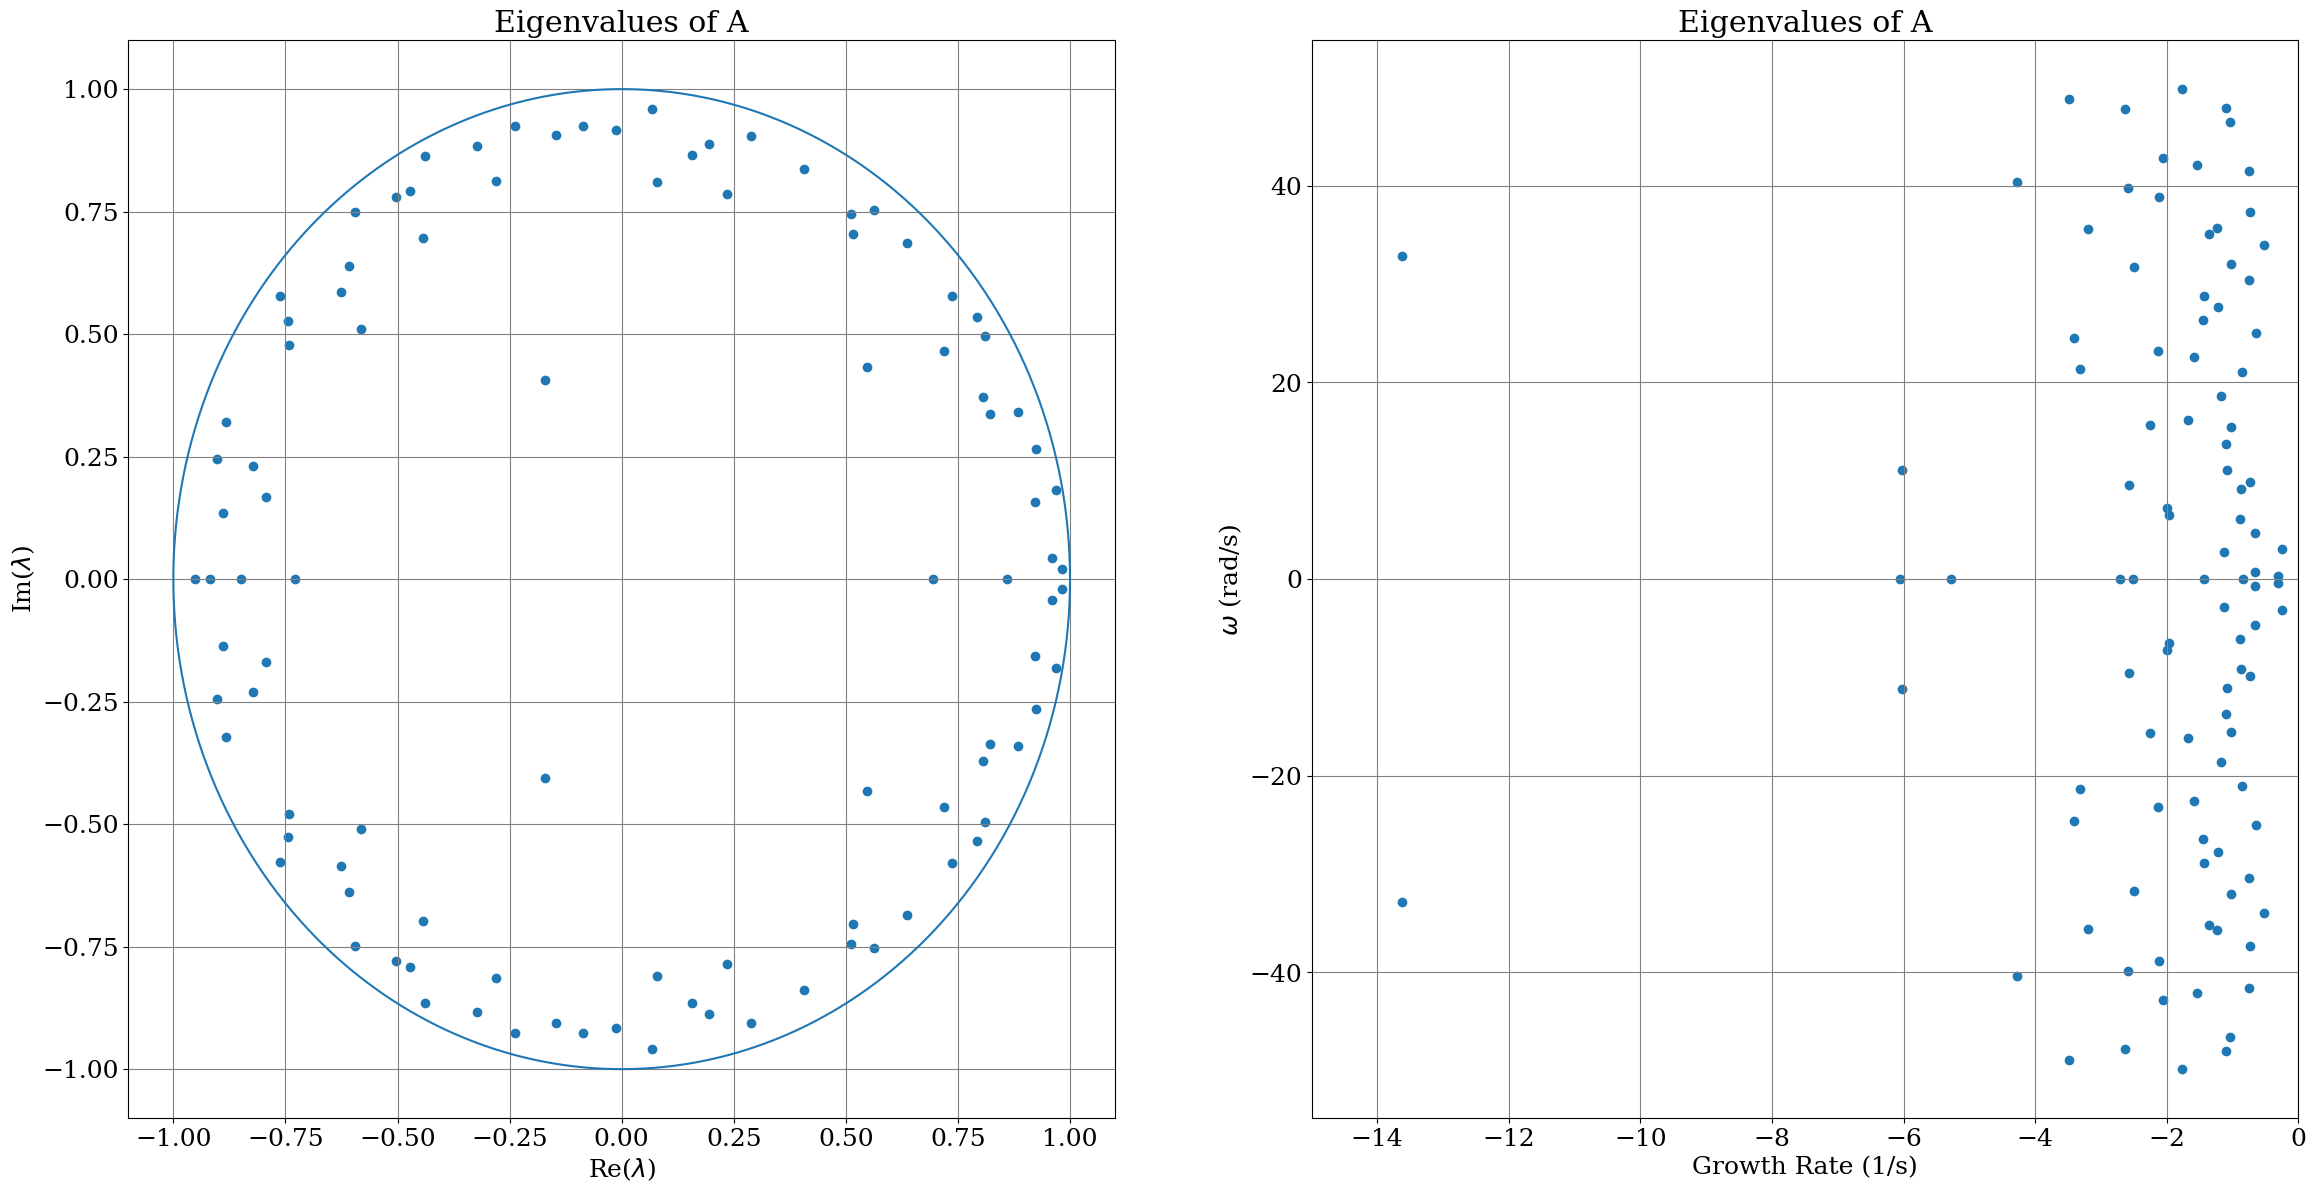 Eigenvalues of A
1.00
0.75
0.50
0.25
0.00
−0.25
−0.50
−0.75
−1.00
Im(λ)
−1.00 −0.75 −0.50 −0.25 0.00 0.25 0.50 0.75 1.00
Re(λ)
Eigenvalues of A
40
20
0
−20
−40
ω (rad/s)
−14 −12 −10 −8 −6 −4 −2 0
Growth Rate (1/s)